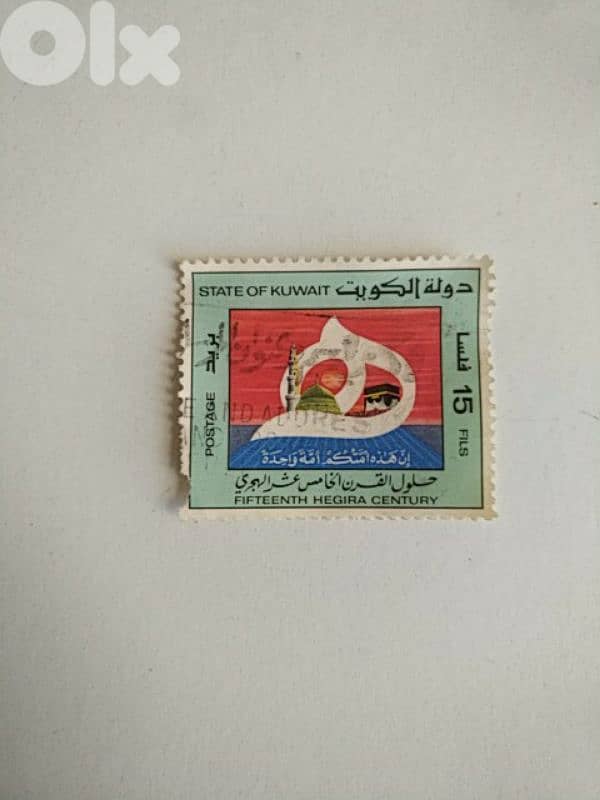 OLX
STATE OF KUWAIT دولة الكويت
POSTAGE بريد
15 فلسا
FILS
إن هذه أمتكم أمة واحدة
حلول القرن الخامس عشر الهجري
FIFTEENTH HEGIRA CENTURY